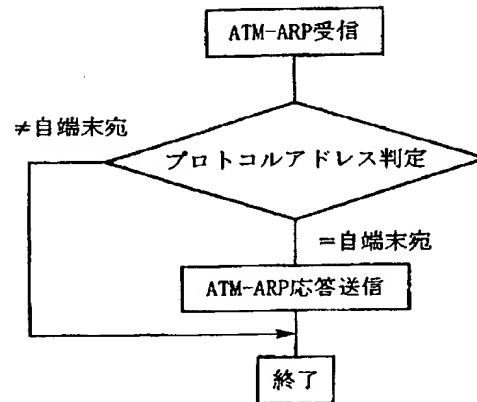 ATM-ARP受信
≠自端末宛
プロトコルアドレス判定
=自端末宛
ATM-ARP応答送信
終了